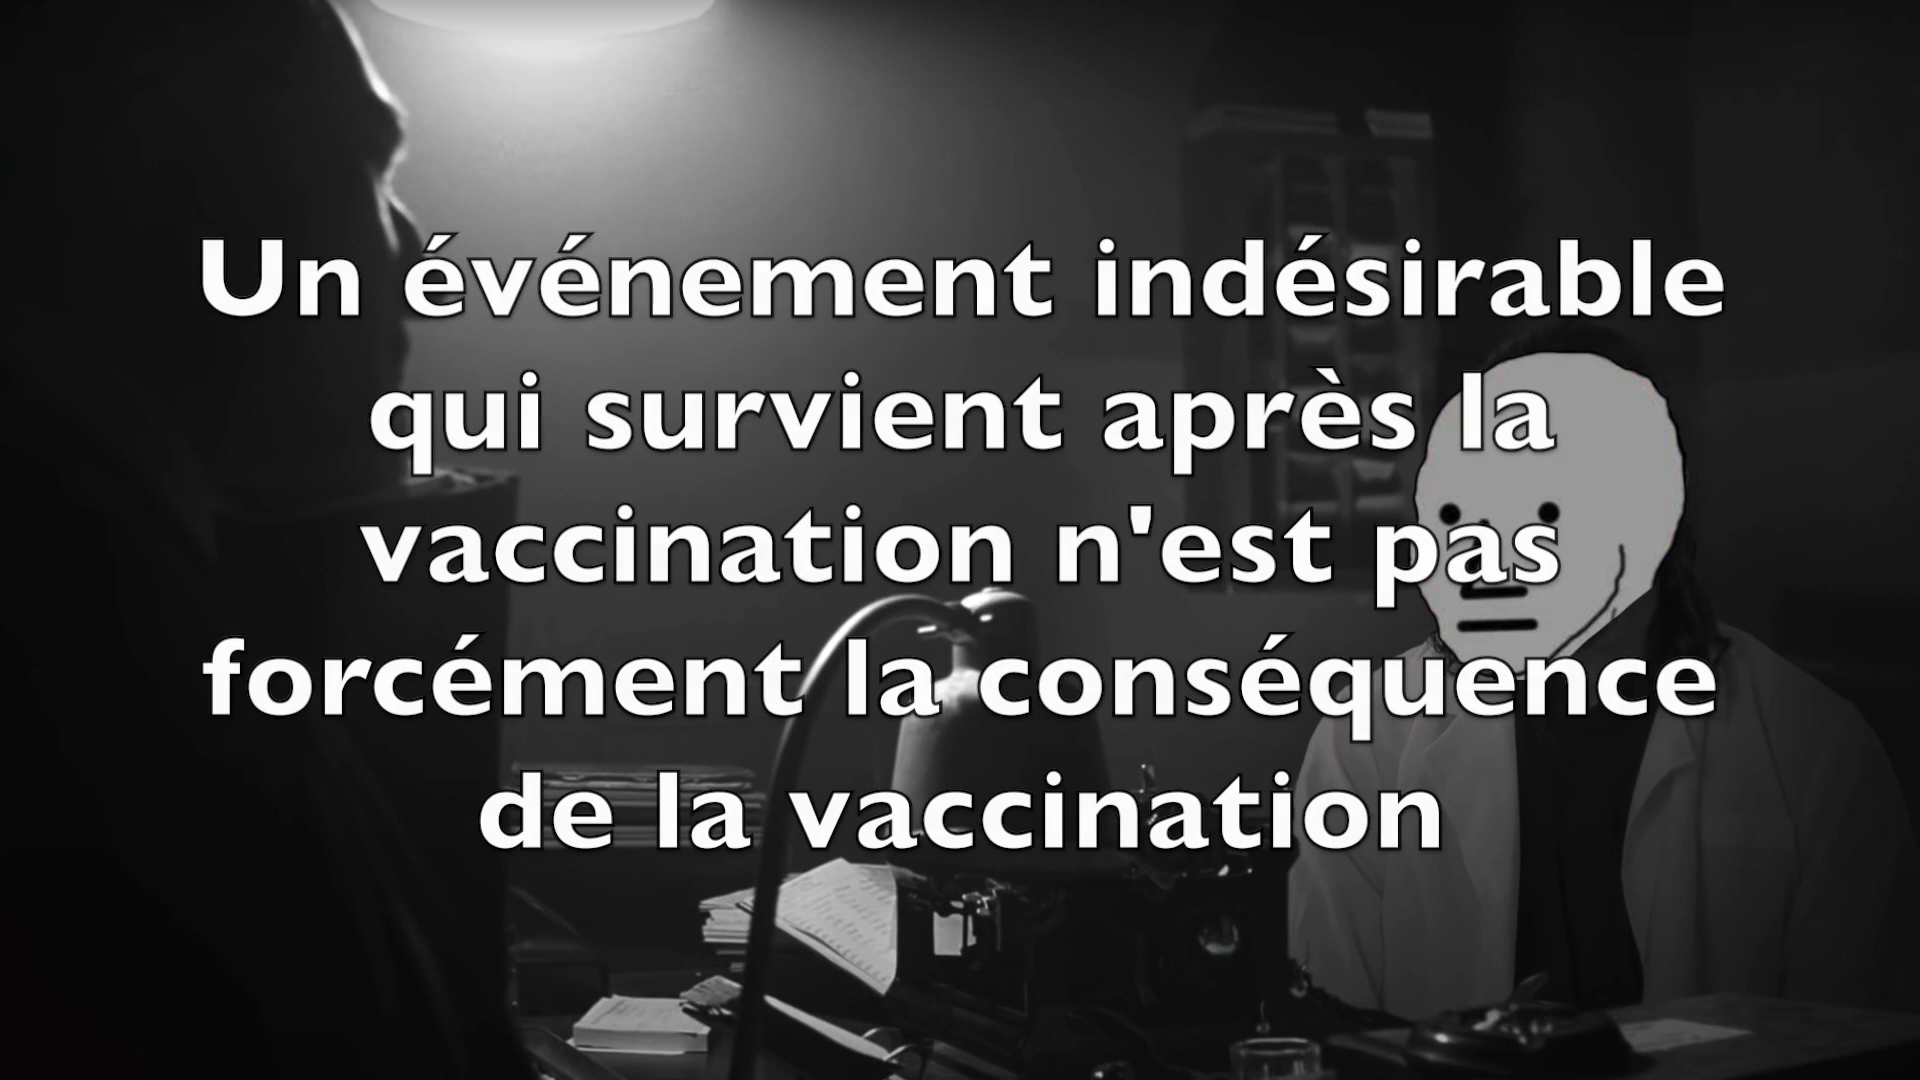 Un événement indésirable
qui survient après la
vaccination n'est pas
forcément la conséquence
de la vaccination